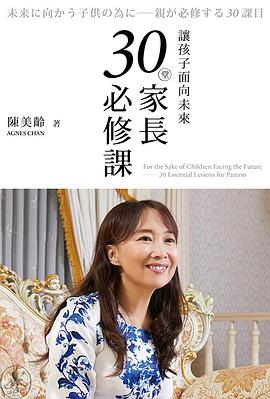 未来に向かう子供の為に——親が必修する30課目
讓孩子面向未來
30堂家長必修課
陳美齡 著
AGNES CHAN
For the Sake of Children Facing the Future
—— 30 Essential Lessons for Parents